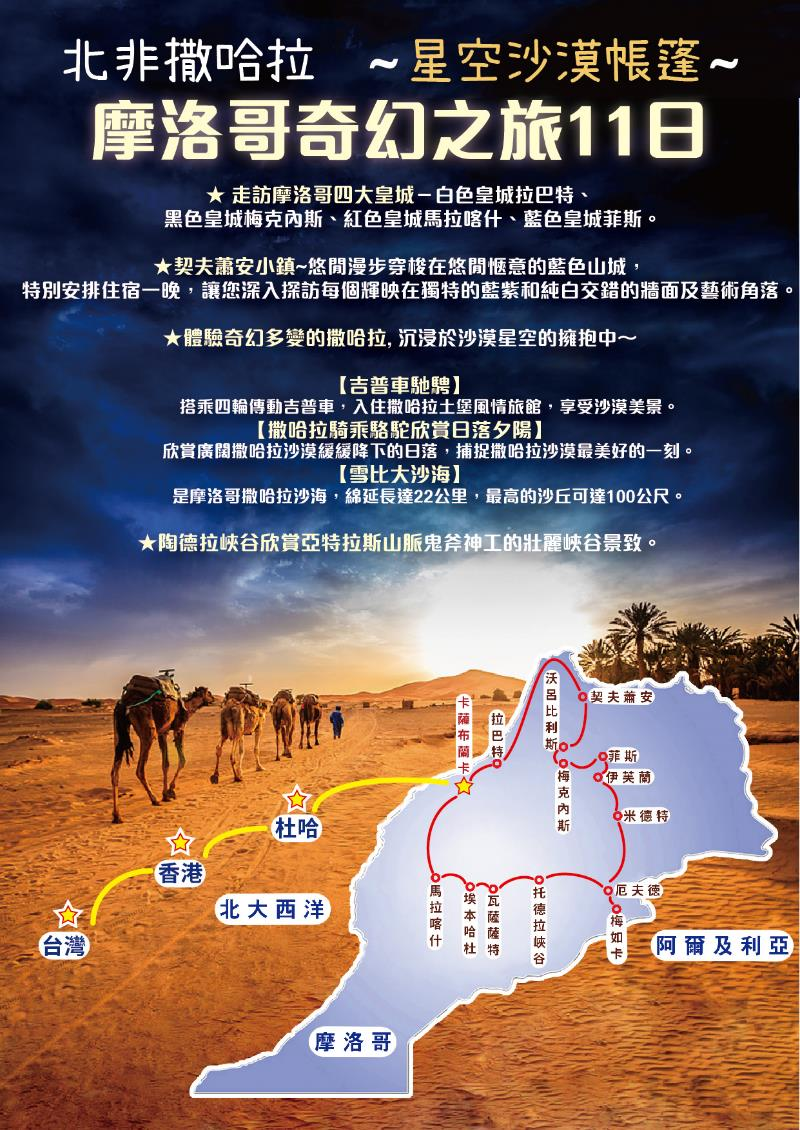 北非撒哈拉 ~星空沙漠帳篷~
摩洛哥奇幻之旅11日
★ 走訪摩洛哥四大皇城－白色皇城拉巴特、
黑色皇城梅克內斯、紅色皇城馬拉喀什、藍色皇城菲斯。
★契夫蕭安小鎮~悠閒漫步穿梭在悠閒愜意的藍色山城，
特別安排住宿一晚，讓您深入探訪每個輝映在獨特的藍紫和純白交錯的牆面及藝術角落。
★體驗奇幻多變的撒哈拉, 沉浸於沙漠星空的擁抱中～
【吉普車馳騁】
搭乘四輪傳動吉普車，入住撒哈拉土堡風情旅館，享受沙漠美景。
【撒哈拉騎乘駱駝欣賞日落夕陽】
欣賞廣闊撒哈拉沙漠緩緩降下的日落，捕捉撒哈拉沙漠最美好的一刻。
【雪比大沙海】
是摩洛哥撒哈拉沙海，綿延長達22公里，最高的沙丘可達100公尺。
★陶德拉峽谷欣賞亞特拉斯山脈鬼斧神工的壯麗峽谷景致。
沃呂比利斯
契夫蕭安
卡薩布蘭卡
拉巴特
菲斯
伊芙蘭
梅克內斯
米德特
杜哈
香港
馬拉喀什
埃本哈杜
瓦薩薩特
托德拉峽谷
厄夫德
梅如卡
北大西洋
台灣
阿爾及利亞
摩洛哥